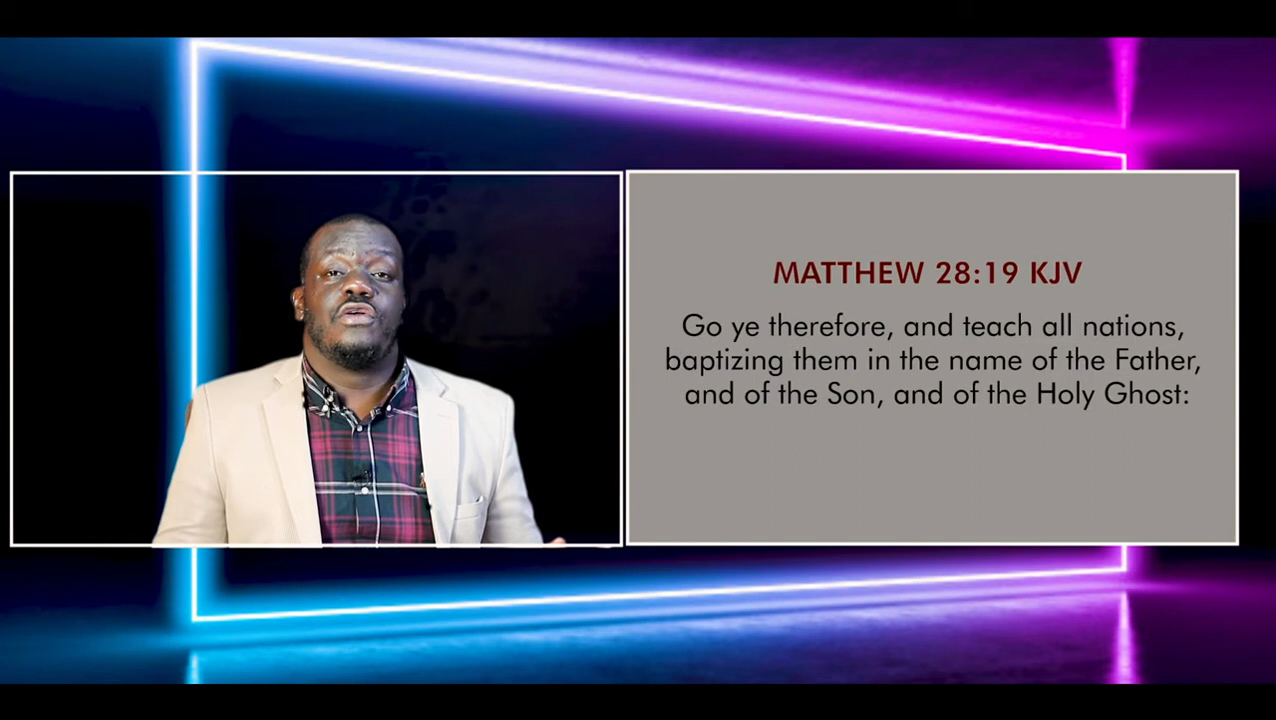 MATTHEW 28:19 KJV
Go ye therefore, and teach all nations,
baptizing them in the name of the Father,
and of the Son, and of the Holy Ghost: